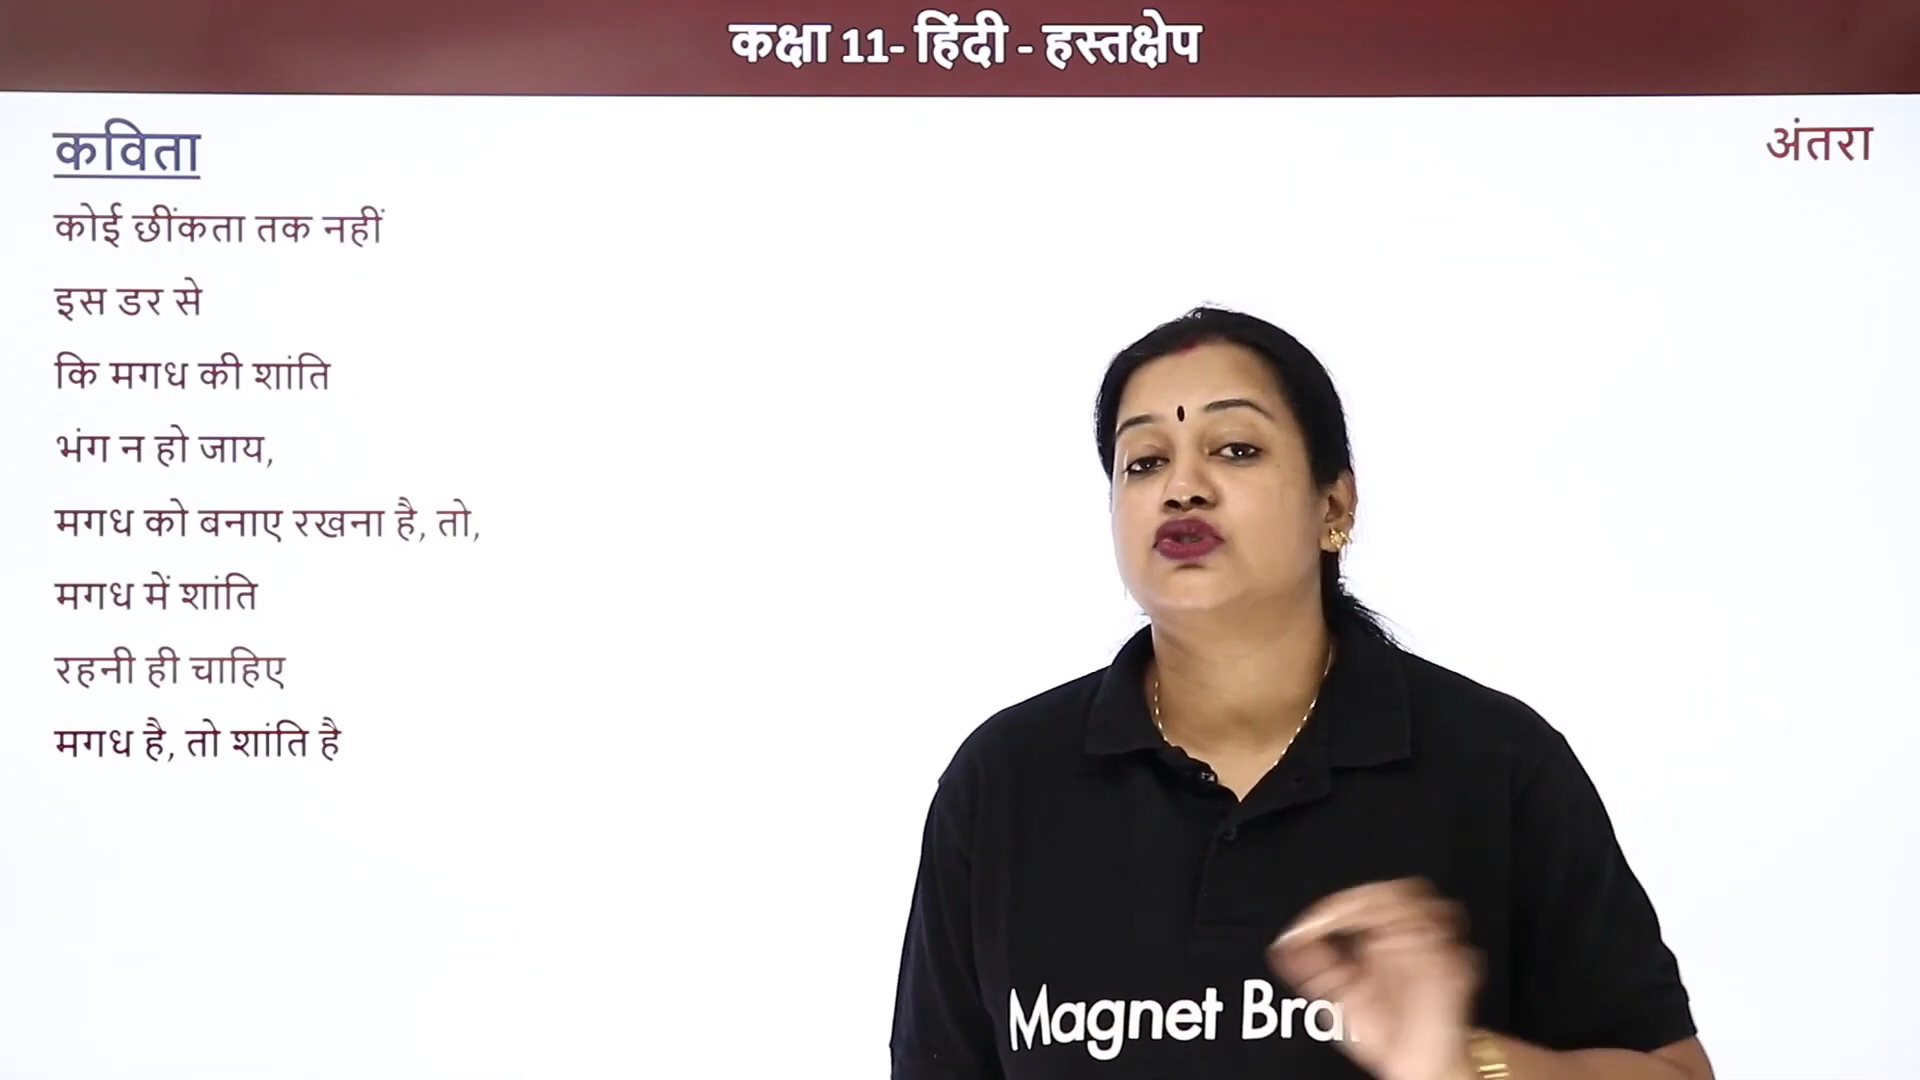 कक्षा 11- हिंदी - हस्तक्षेप
कविता
अंतरा
कोई छींकता तक नहीं
इस डर से
कि मगध की शांति
भंग न हो जाय,
मगध को बनाए रखना है, तो,
मगध में शांति
रहनी ही चाहिए
मगध है, तो शांति है
Magnet